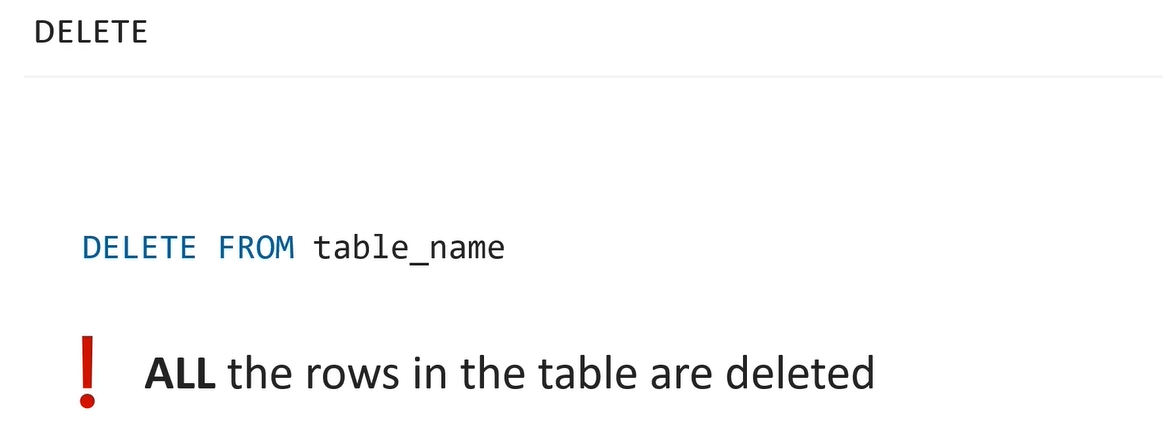 DELETE
DELETE FROM table_name
! ALL the rows in the table are deleted